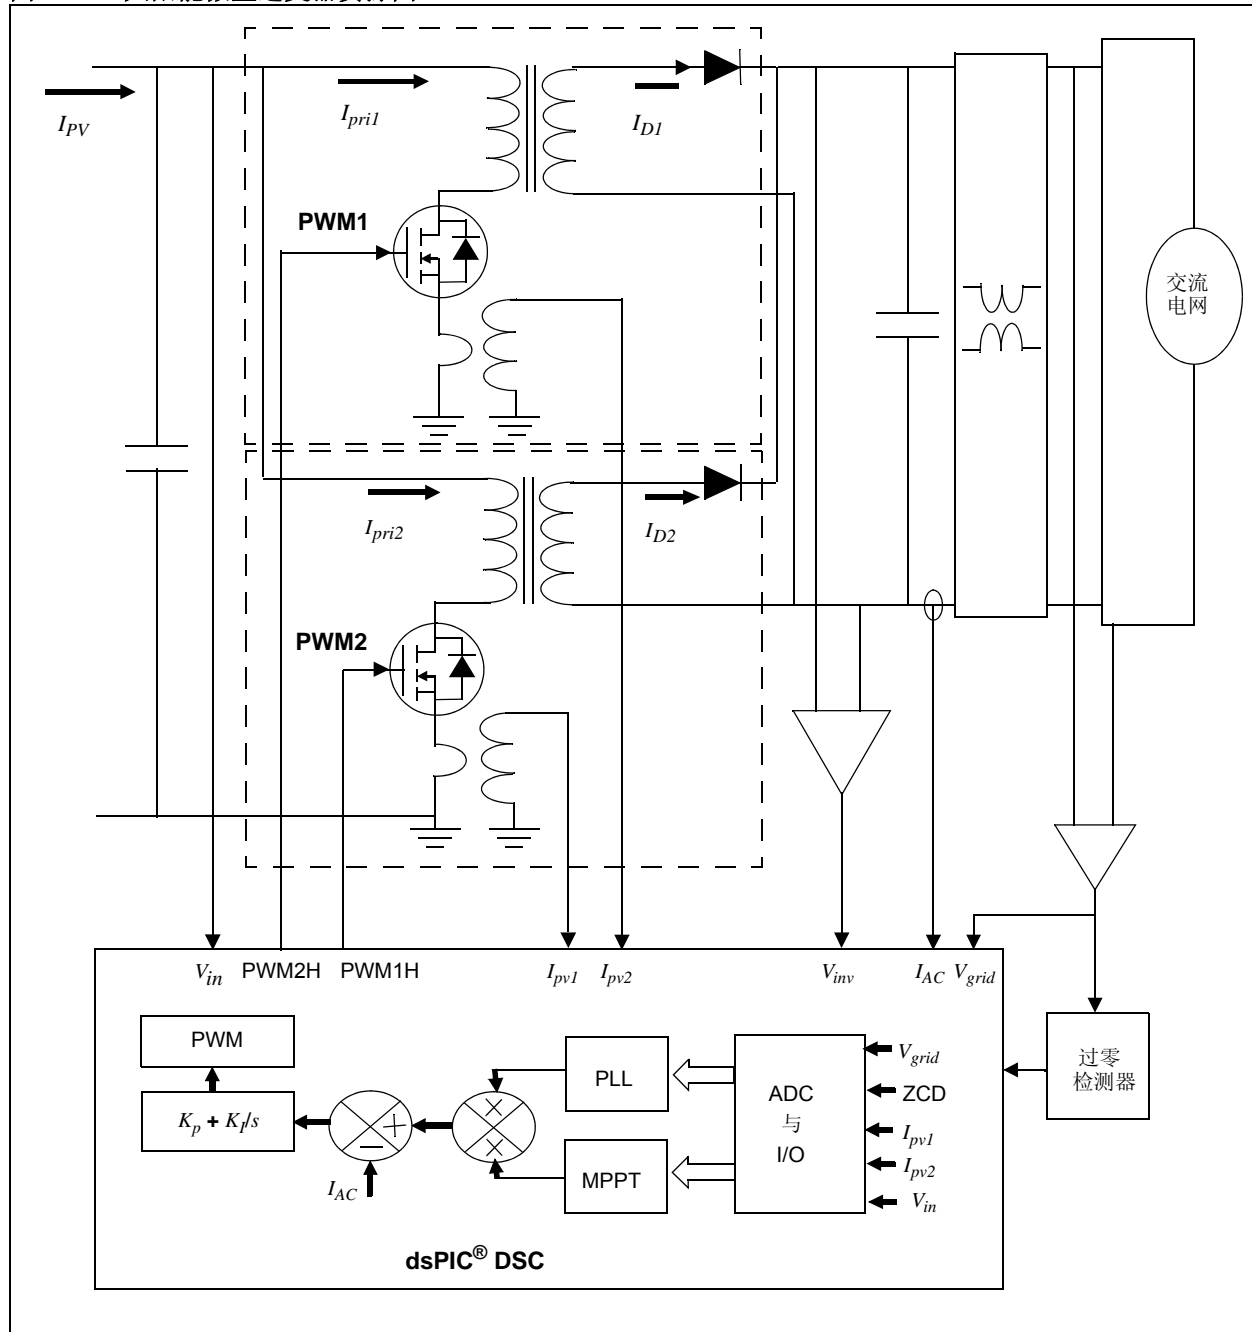 I_PV
I_pri1
I_D1
PWM1
交流
电网
I_pri2
I_D2
PWM2
V_in PWM2H PWM1H I_pv1 I_pv2 V_inv I_AC V_grid
PWM
K_p + K_I/s
I_AC
PLL
MPPT
ADC
与
I/O
V_grid
ZCD
I_pv1
I_pv2
V_in
过零
检测器
dsPIC® DSC